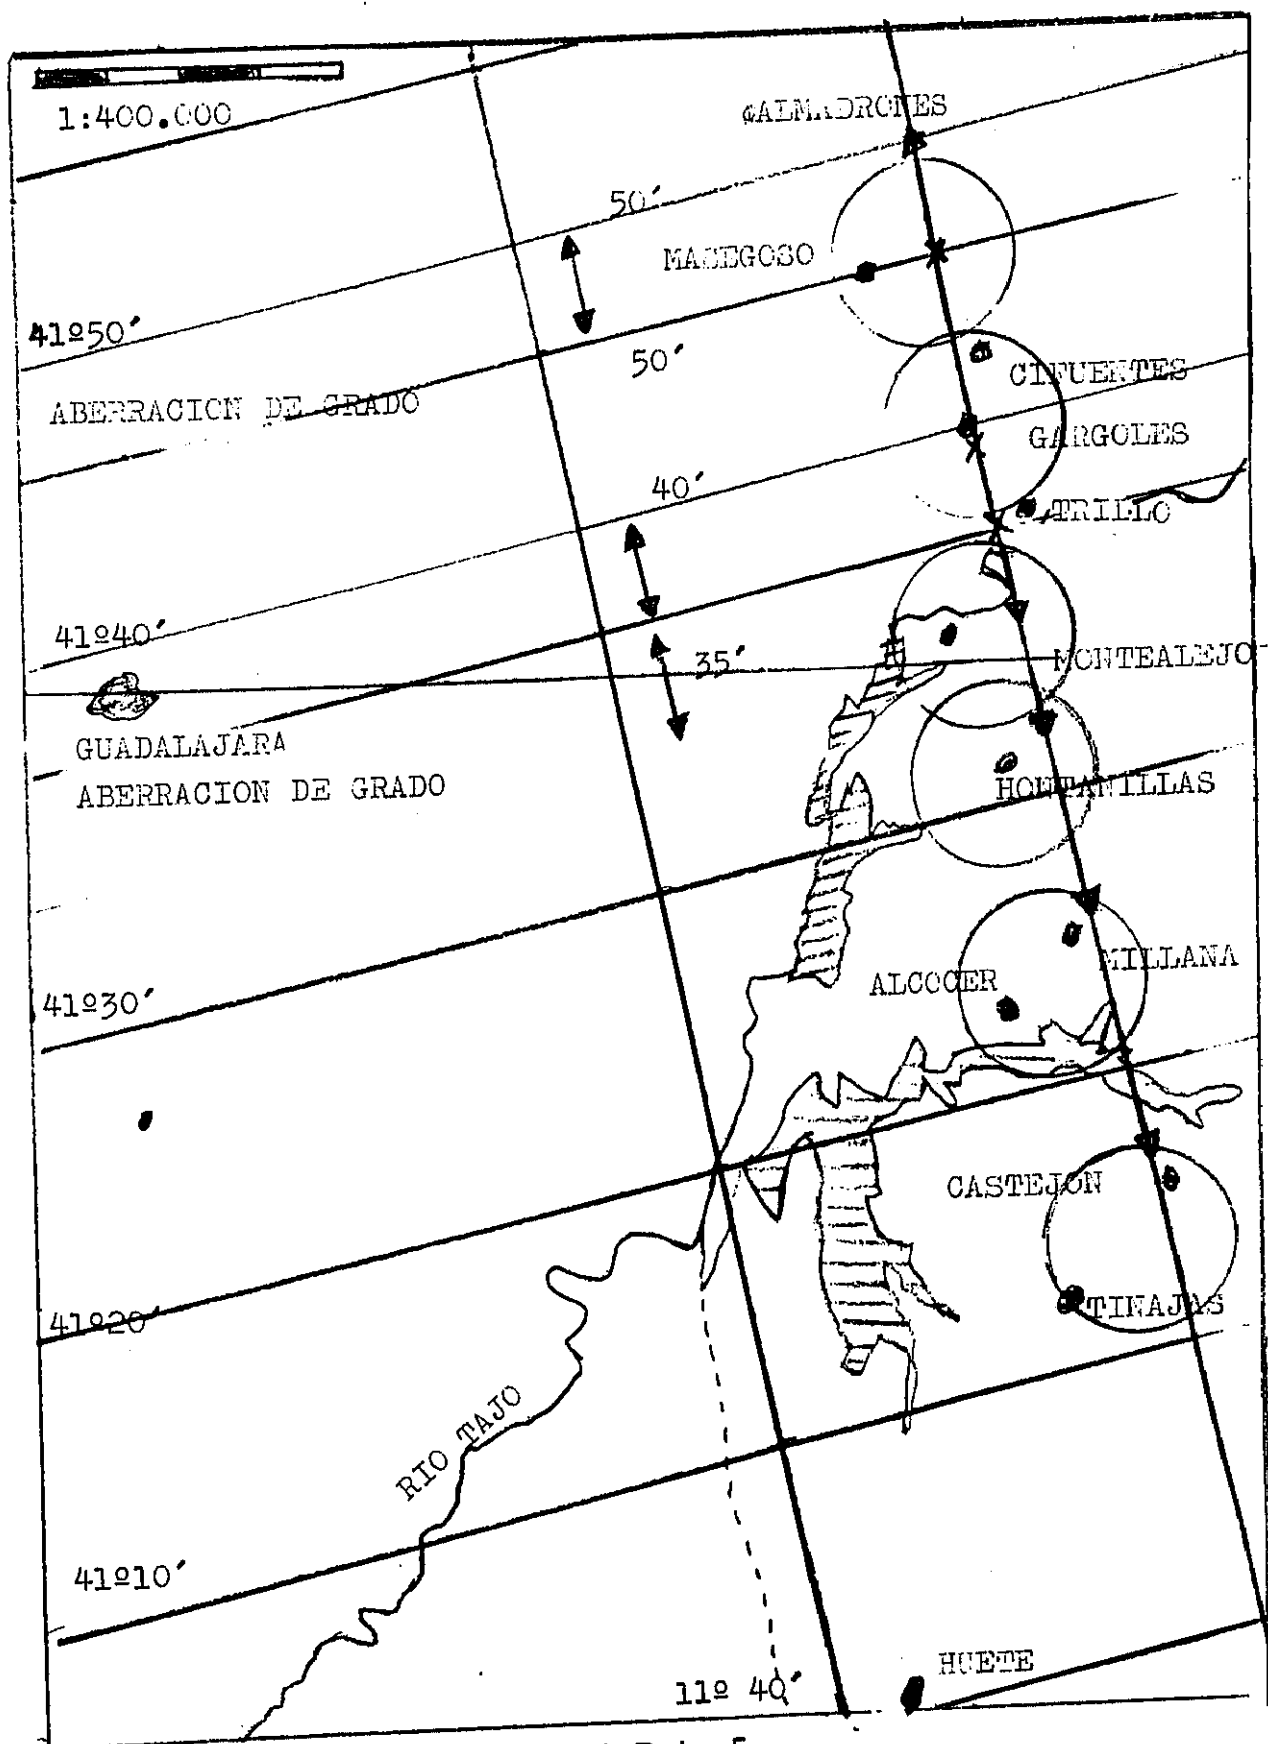 1:400.000
ALMADRONES
50'
MASEGOSO
41º50'
50'
CIFUENTES
ABERRACION DE GRADO
GARGOLES
40'
TRILLO
41º40'
35'
MONTEALEJO
GUADALAJARA
HONTANILLAS
ABERRACION DE GRADO
MILLANA
ALCOCER
41º30'
CASTEJON
TINAJAS
41º20'
RIO TAJO
41º10'
HUETE
11º 40'